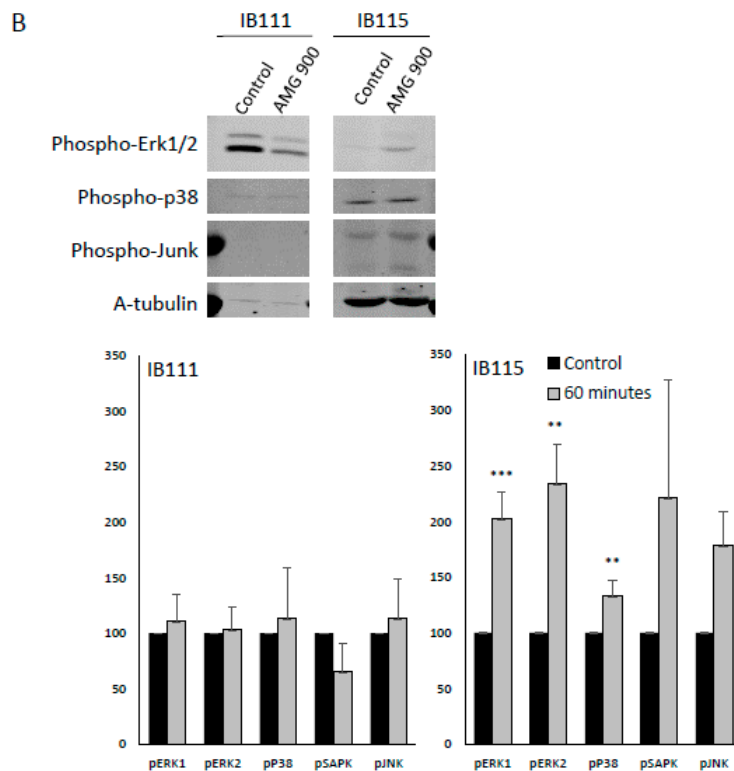 B
IB111 IB115
Control AMG 900 Control AMG 900
Phospho-Erk1/2
Phospho-p38
Phospho-Junk
A-tubulin
IB111
350
300
250
200
150
100
50
0
pERK1 pERK2 pP38 pSAPK pJNK
IB115
Control
60 minutes
350
300
250
200
150
100
50
0
*** ** **
pERK1 pERK2 pP38 pSAPK pJNK